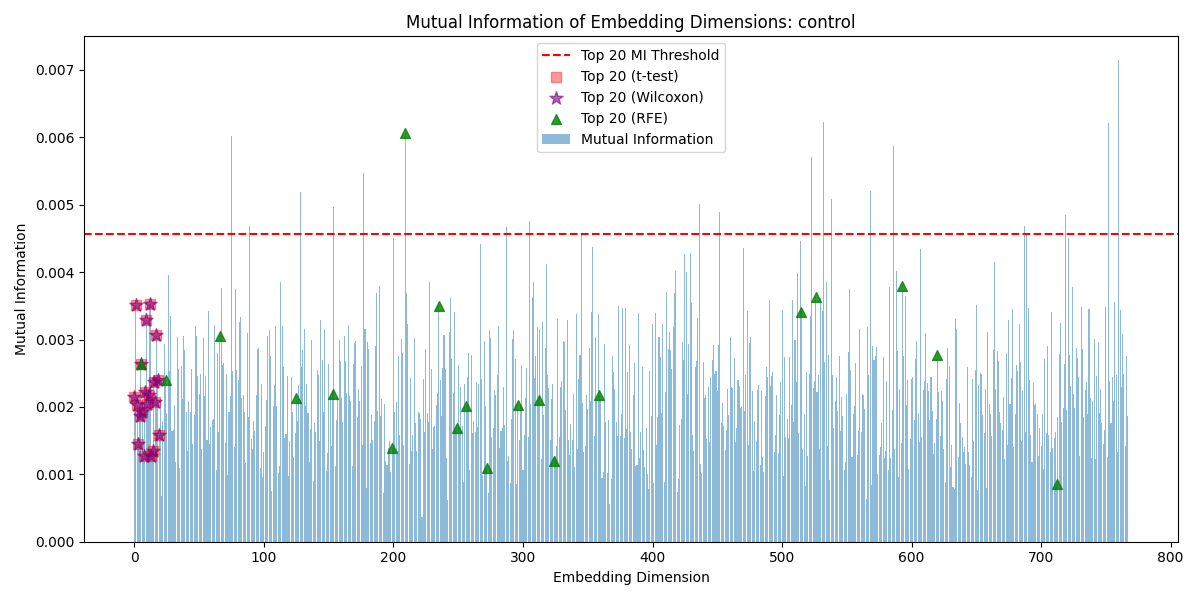 Mutual Information of Embedding Dimensions: control
Top 20 MI Threshold
Top 20 (t-test)
Top 20 (Wilcoxon)
Top 20 (RFE)
Mutual Information
0.007
0.006
0.005
0.004
0.003
0.002
0.001
0.000
Mutual Information
0 100 200 300 400 500 600 700 800
Embedding Dimension